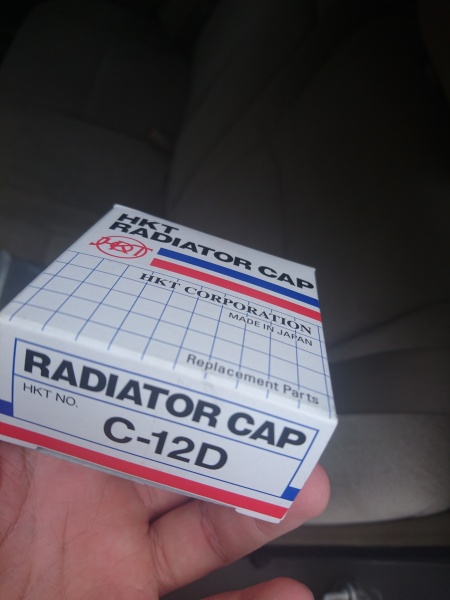 HKT
RADIATOR CAP
HKT
HKT CORPORATION
MADE IN JAPAN
Replacement Parts
RADIATOR CAP
HKT NO.
C-12D